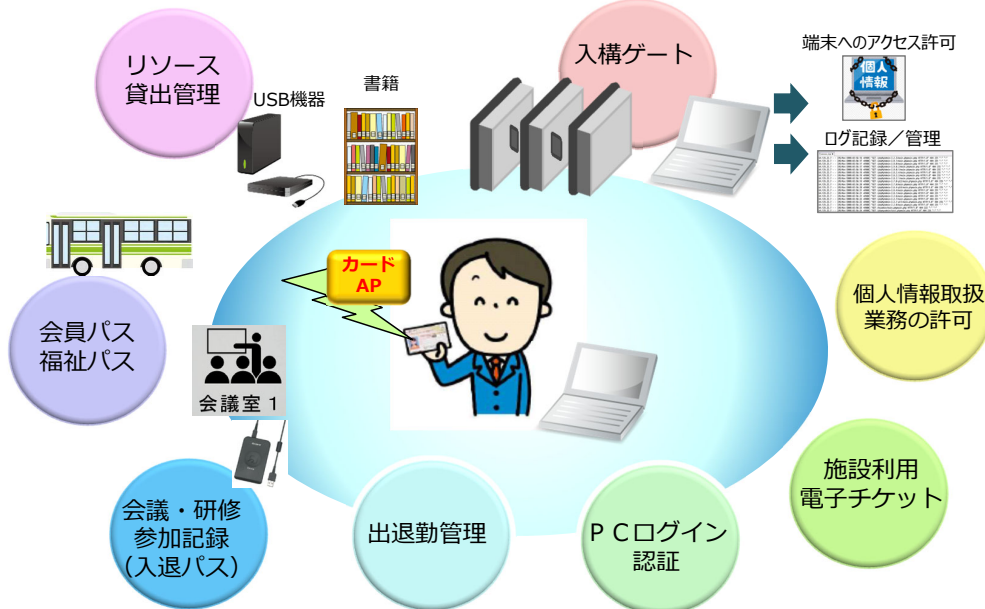 リソース
貸出管理
USB機器
書籍
入構ゲート
端末へのアクセス許可
個人
情報
ログ記録／管理
カード
AP
会員パス
福祉パス
会議室１
個人情報取扱
業務の許可
施設利用
電子チケット
会議・研修
参加記録
(入退パス)
出退勤管理
ＰＣログイン
認証